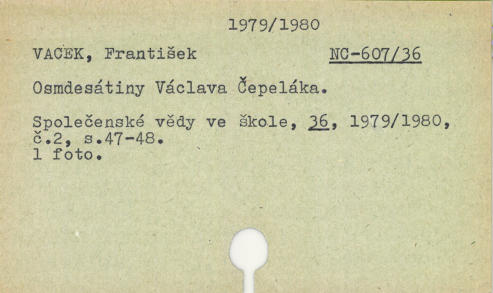 1979/1980
VACEK, František NC-607/36
Osmdesátiny Václava Čepeláka.
Společenské vědy ve škole, 36, 1979/1980,
č.2, s.47-48.
1 foto.